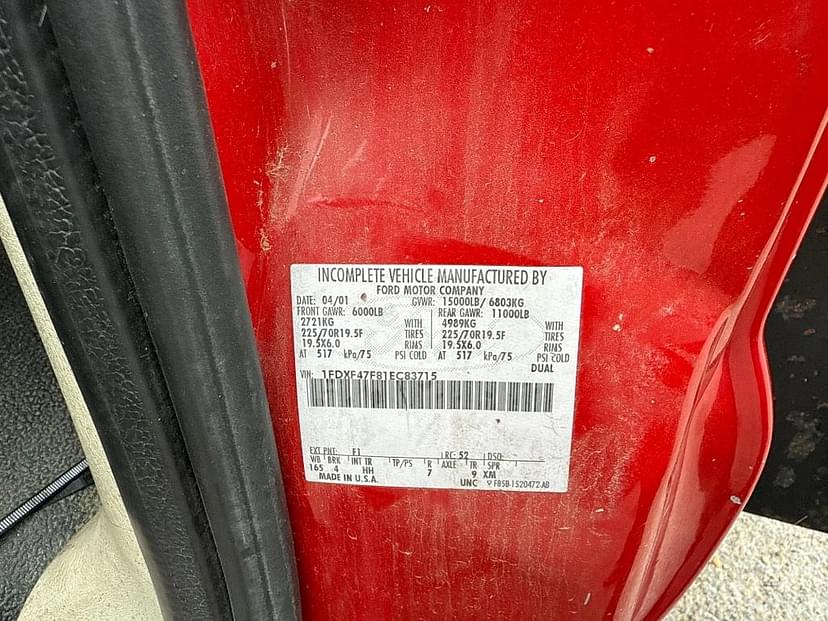 INCOMPLETE VEHICLE MANUFACTURED BY
FORD MOTOR COMPANY
DATE: 04/01 GVWR: 15000LB/ 6803KG
FRONT GAWR: 6000LB REAR GAWR: 11000LB
2721KG WITH 4989KG WITH
225/70R19.5F TIRES 225/70R19.5F TIRES
19.5X6.0 RIMS 19.5X6.0 RIMS
AT 517 kPa/75 PSI COLD AT 517 kPa/75 PSI COLD
DUAL
VIN: 1FDXF47F81EC83715
EXT PNT: F1 RC: 52 DSO:
WB BRK INT TR TP/PS R AXLE TR SPR
165 4 HH 7 9 XM
MADE IN U.S.A. UNC F85B-1520472-AB